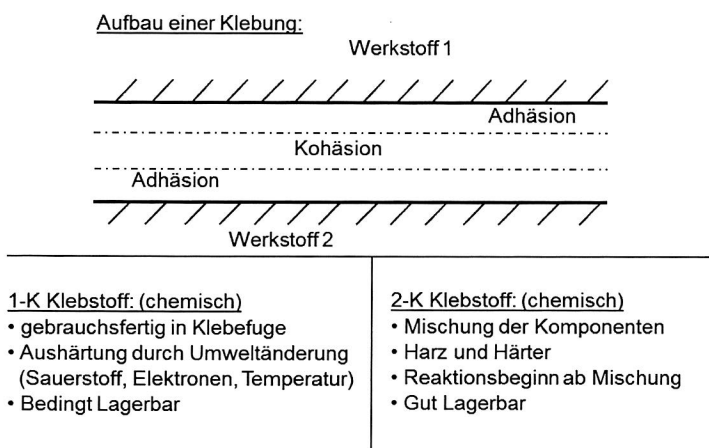 Aufbau einer Klebung:
Werkstoff 1
Adhäsion
Kohäsion
Adhäsion
Werkstoff 2
1-K Klebstoff: (chemisch)
• gebrauchsfertig in Klebefuge
• Aushärtung durch Umweltänderung
(Sauerstoff, Elektronen, Temperatur)
• Bedingt Lagerbar
2-K Klebstoff: (chemisch)
• Mischung der Komponenten
• Harz und Härter
• Reaktionsbeginn ab Mischung
• Gut Lagerbar